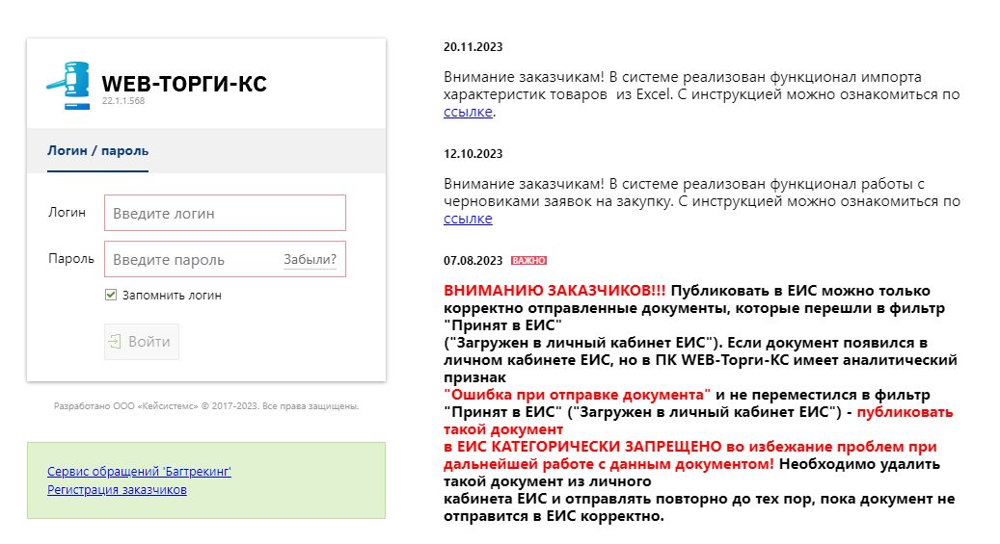 WEB-ТОРГИ-КС
22.1.1.568
Логин / пароль
Логин
Введите логин
Пароль
Введите пароль
Забыли?
Запомнить логин
Войти
Разработано ООО «Кейсистемс» © 2017-2023. Все права защищены.
Сервис обращений 'Багтрекинг'
Регистрация заказчиков
20.11.2023
Внимание заказчикам! В системе реализован функционал импорта
характеристик товаров из Excel. С инструкцией можно ознакомиться по
ссылке.
12.10.2023
Внимание заказчикам! В системе реализован функционал работы с
черновиками заявок на закупку. С инструкцией можно ознакомиться по
ссылке
07.08.2023 ВАЖНО
ВНИМАНИЮ ЗАКАЗЧИКОВ!!! Публиковать в ЕИС можно только
корректно отправленные документы, которые перешли в фильтр
"Принят в ЕИС"
("Загружен в личный кабинет ЕИС"). Если документ появился в
личном кабинете ЕИС, но в ПК WEB-Торги-КС имеет аналитический
признак
"Ошибка при отправке документа" и не переместился в фильтр
"Принят в ЕИС" ("Загружен в личный кабинет ЕИС") - публиковать
такой документ
в ЕИС КАТЕГОРИЧЕСКИ ЗАПРЕЩЕНО во избежание проблем при
дальнейшей работе с данным документом! Необходимо удалить
такой документ из личного
кабинета ЕИС и отправлять повторно до тех пор, пока документ не
отправится в ЕИС корректно.